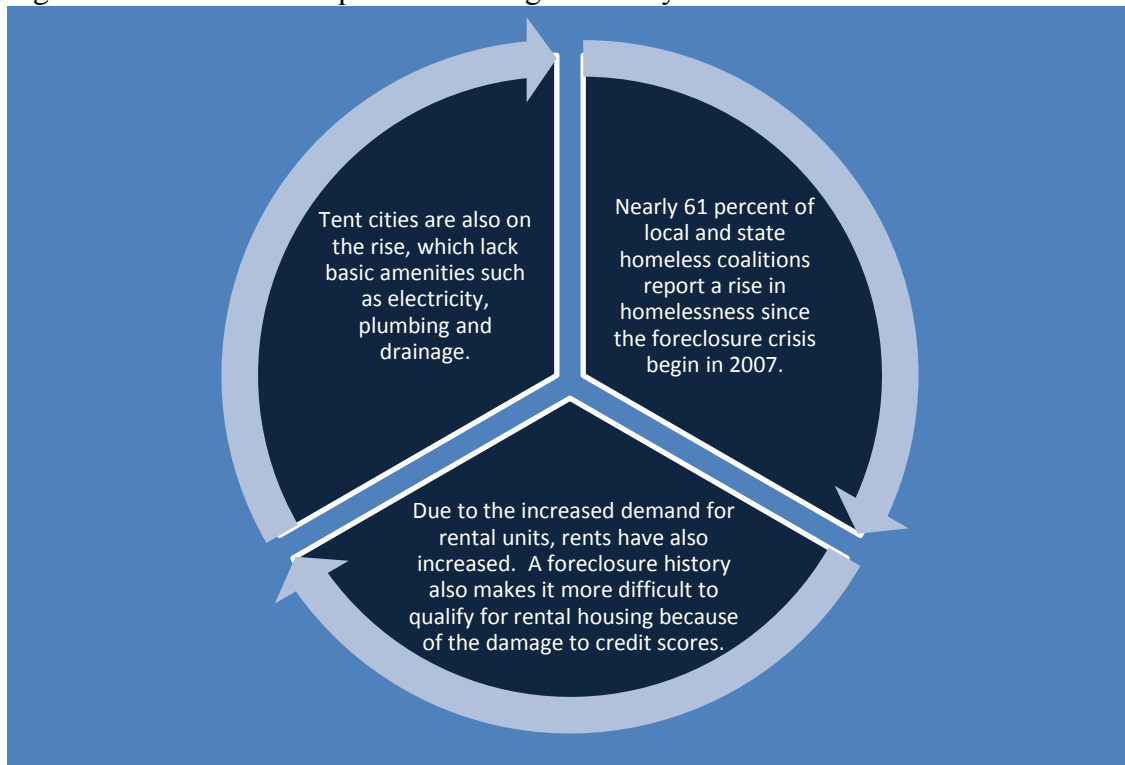 Tent cities are also on
the rise, which lack
basic amenities such
as electricity,
plumbing and
drainage.
Nearly 61 percent of
local and state
homeless coalitions
report a rise in
homelessness since
the foreclosure crisis
begin in 2007.
Due to the increased demand for
rental units, rents have also
increased.  A foreclosure history
also makes it more difficult to
qualify for rental housing because
of the damage to credit scores.